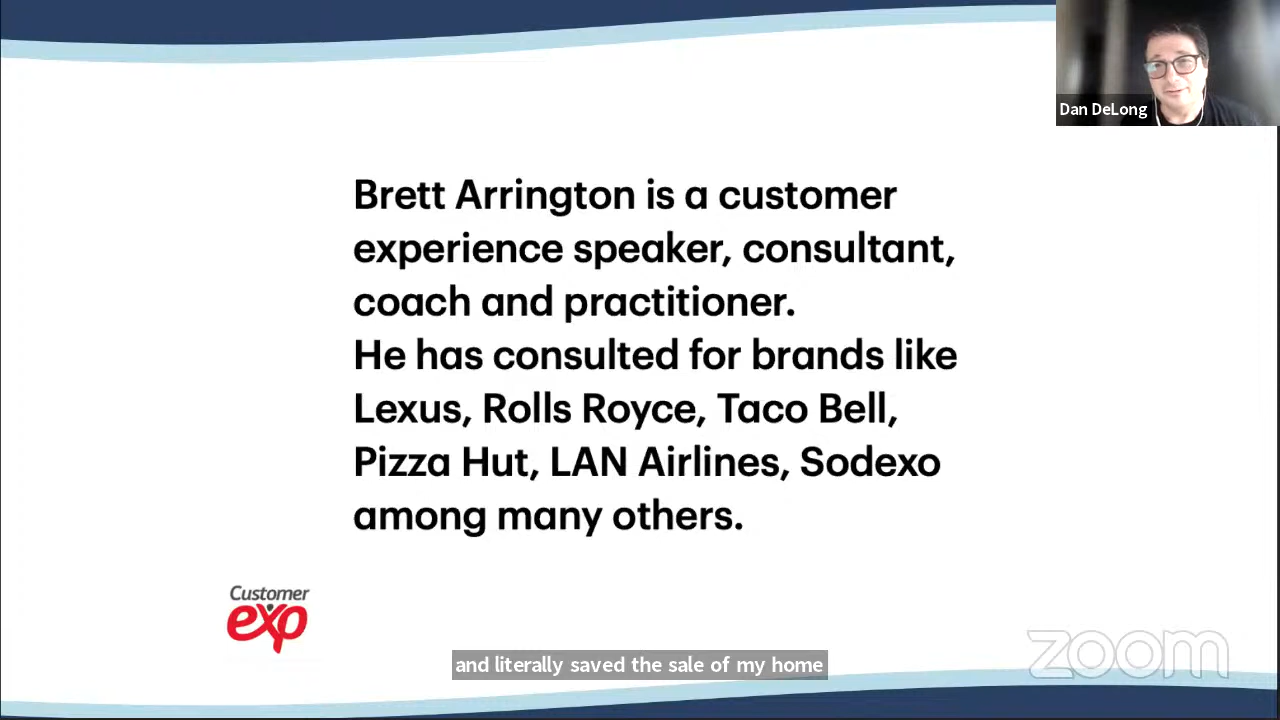 Dan DeLong
Brett Arrington is a customer
experience speaker, consultant,
coach and practitioner.
He has consulted for brands like
Lexus, Rolls Royce, Taco Bell,
Pizza Hut, LAN Airlines, Sodexo
among many others.
Customer
exp
and literally saved the sale of my home
zoom